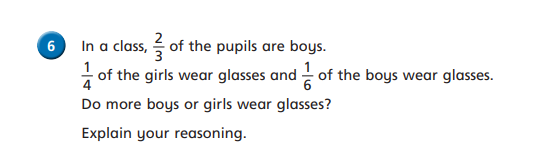 6 In a class, 2/3 of the pupils are boys.
1/4 of the girls wear glasses and 1/6 of the boys wear glasses.
Do more boys or girls wear glasses?
Explain your reasoning.